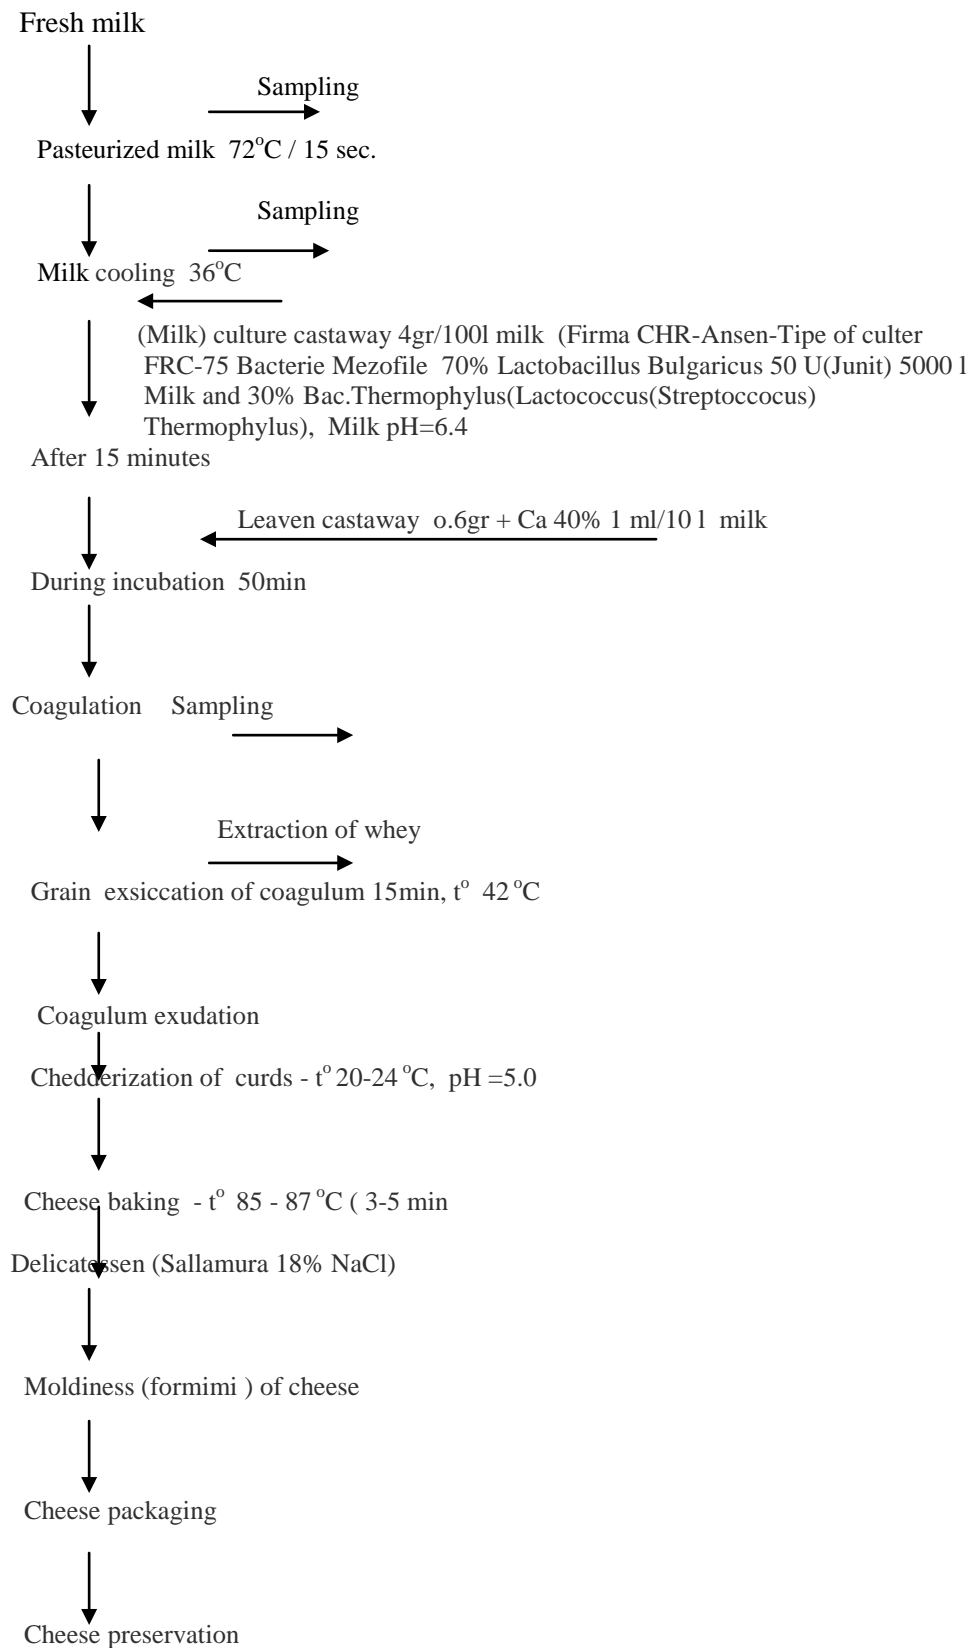 Fresh milk
Sampling
Pasteurized milk 72°C / 15 sec.
Sampling
Milk cooling 36°C
(Milk) culture castaway 4gr/100l milk (Firma CHR-Ansen-Tipe of culter
FRC-75 Bacterie Mezofile 70% Lactobacillus Bulgaricus 50 U(Junit) 5000 l
Milk and 30% Bac.Thermophylus(Lactococcus(Streptoccocus)
Thermophylus), Milk pH=6.4
After 15 minutes
Leaven castaway o.6gr + Ca 40% 1 ml/10 l milk
During incubation 50min
Coagulation Sampling
Extraction of whey
Grain exsiccation of coagulum 15min, t° 42 °C
Coagulum exudation
Chedderization of curds - t° 20-24 °C, pH =5.0
Cheese baking - t° 85 - 87 °C ( 3-5 min
Delicatessen (Sallamura 18% NaCl)
Moldiness (formimi ) of cheese
Cheese packaging
Cheese preservation